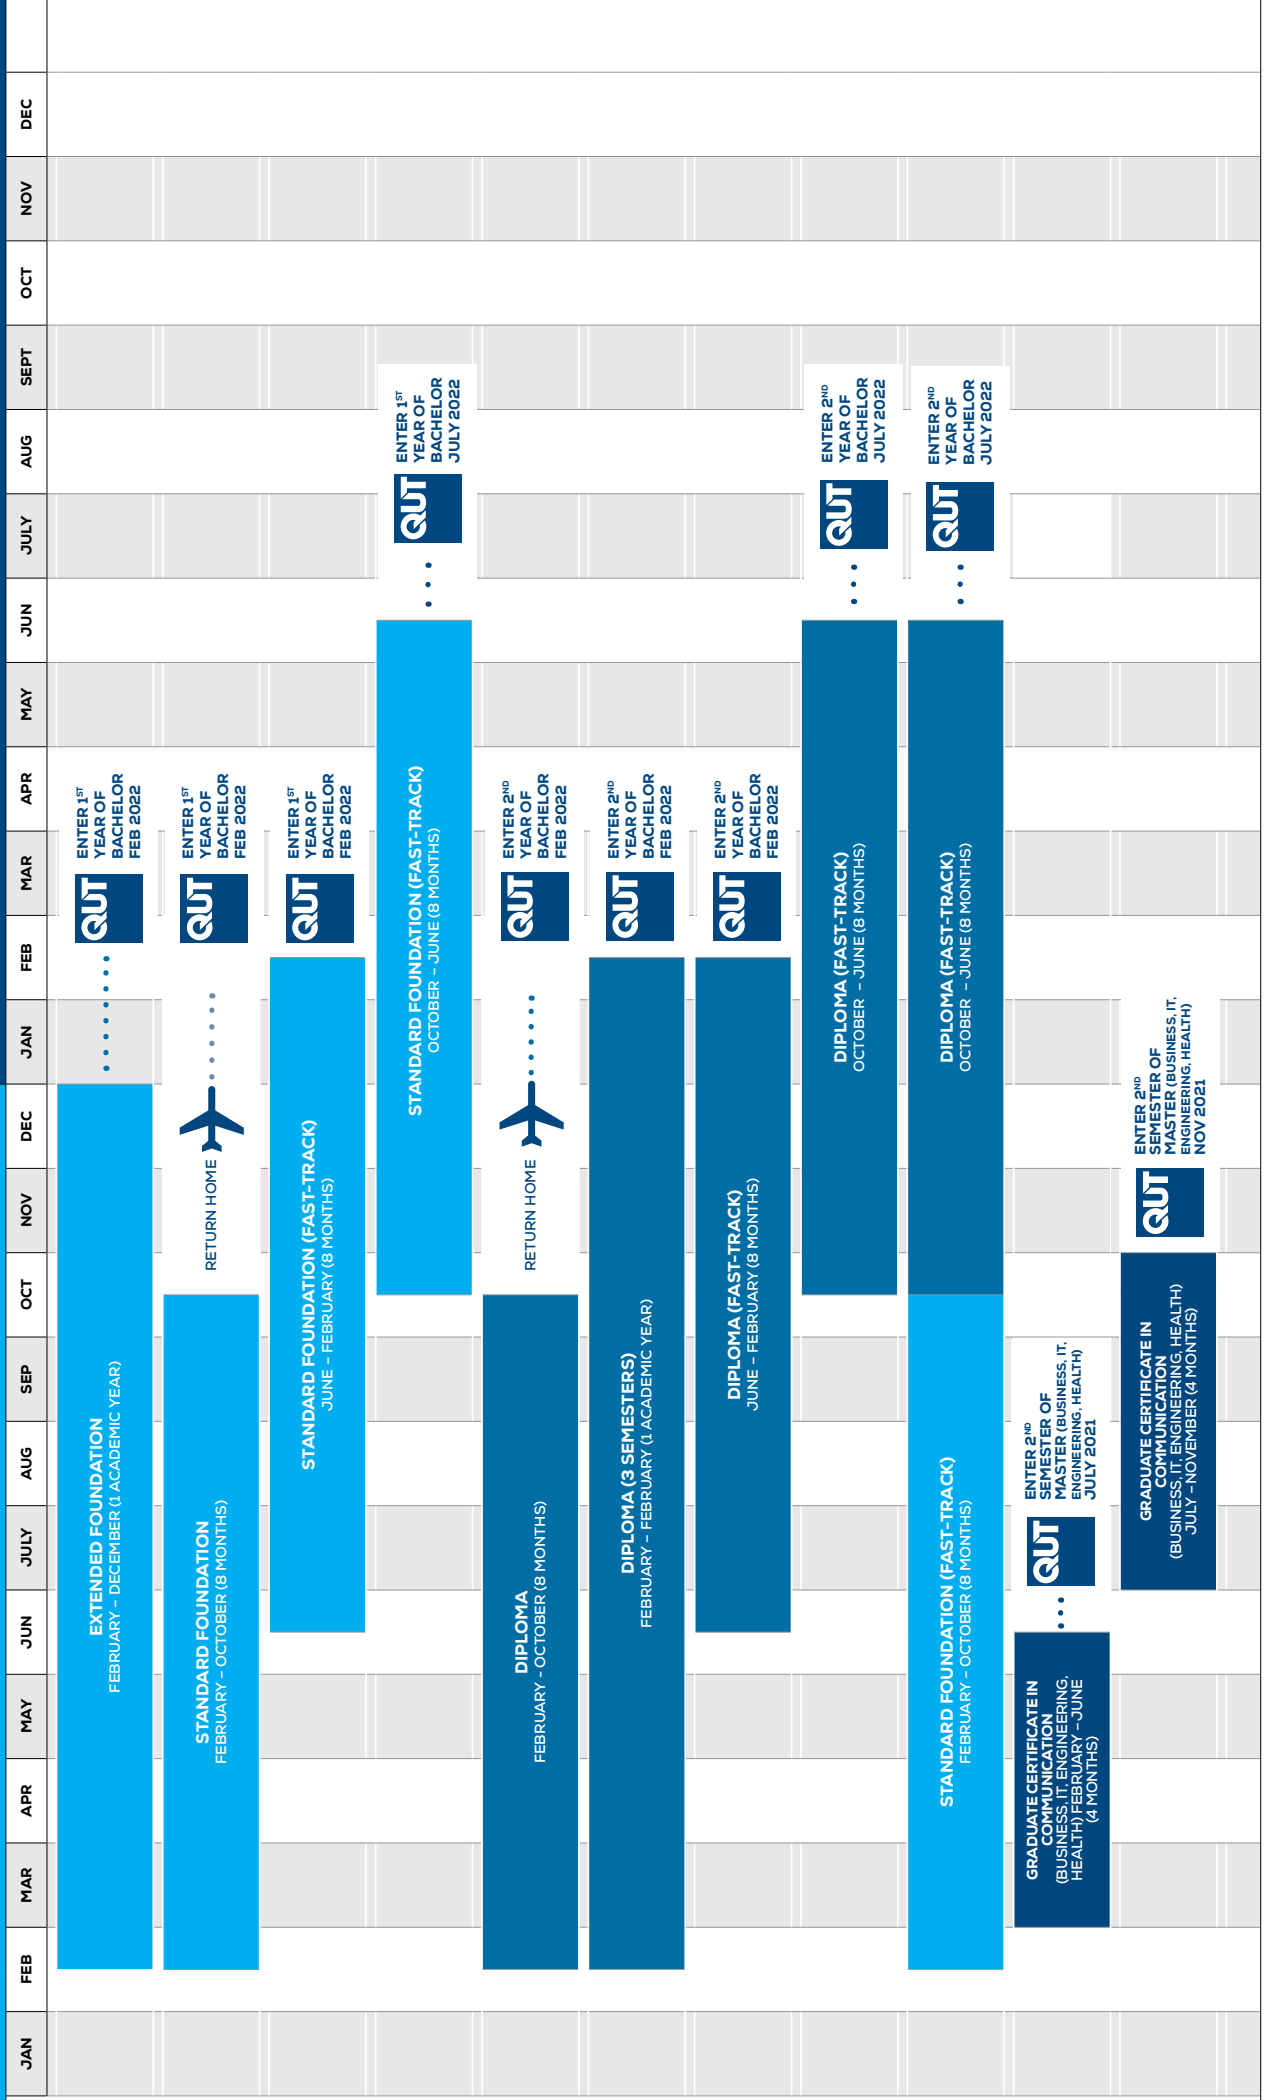 JAN
FEB
MAR
APR
MAY
JUN
JULY
AUG
SEP
OCT
NOV
DEC
JAN
FEB
MAR
APR
MAY
JUN
JULY
AUG
SEPT
OCT
NOV
DEC
EXTENDED FOUNDATION
FEBRUARY – DECEMBER (1 ACADEMIC YEAR)
QUT
ENTER 1ST
YEAR OF
BACHELOR
FEB 2022
STANDARD FOUNDATION
FEBRUARY – OCTOBER (8 MONTHS)
RETURN HOME
QUT
ENTER 1ST
YEAR OF
BACHELOR
FEB 2022
STANDARD FOUNDATION (FAST-TRACK)
JUNE – FEBRUARY (8 MONTHS)
QUT
ENTER 1ST
YEAR OF
BACHELOR
FEB 2022
STANDARD FOUNDATION (FAST-TRACK)
OCTOBER – JUNE (8 MONTHS)
QUT
ENTER 1ST
YEAR OF
BACHELOR
JULY 2022
DIPLOMA
FEBRUARY – OCTOBER (8 MONTHS)
RETURN HOME
QUT
ENTER 2ND
YEAR OF
BACHELOR
FEB 2022
DIPLOMA (3 SEMESTERS)
FEBRUARY – FEBRUARY (1 ACADEMIC YEAR)
QUT
ENTER 2ND
YEAR OF
BACHELOR
FEB 2022
DIPLOMA (FAST-TRACK)
JUNE – FEBRUARY (8 MONTHS)
QUT
ENTER 2ND
YEAR OF
BACHELOR
FEB 2022
DIPLOMA (FAST-TRACK)
OCTOBER – JUNE (8 MONTHS)
QUT
ENTER 2ND
YEAR OF
BACHELOR
JULY 2022
STANDARD FOUNDATION (FAST-TRACK)
FEBRUARY – OCTOBER (8 MONTHS)
DIPLOMA (FAST-TRACK)
OCTOBER – JUNE (8 MONTHS)
QUT
ENTER 2ND
YEAR OF
BACHELOR
JULY 2022
GRADUATE CERTIFICATE IN
COMMUNICATION
(BUSINESS, IT, ENGINEERING,
HEALTH) FEBRUARY – JUNE
(4 MONTHS)
QUT
ENTER 2ND
SEMESTER OF
MASTER (BUSINESS, IT,
ENGINEERING, HEALTH)
JULY 2021
GRADUATE CERTIFICATE IN
COMMUNICATION
(BUSINESS, IT, ENGINEERING, HEALTH)
JULY – NOVEMBER (4 MONTHS)
QUT
ENTER 2ND
SEMESTER OF
MASTER (BUSINESS, IT,
ENGINEERING, HEALTH)
NOV 2021